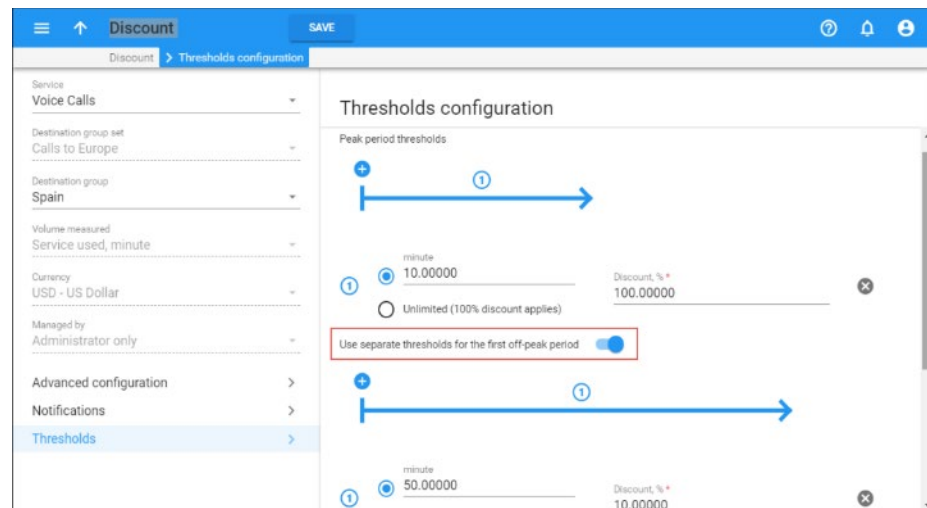 Discount SAVE
Discount Thresholds configuration
Service
Voice Calls
Destination group set
Calls to Europe
Destination group
Spain
Volume measured
Service used, minute
Currency
USD - US Dollar
Managed by
Administrator only
Advanced configuration
Notifications
Thresholds
Thresholds configuration
Peak period thresholds
1
minute
1 10.00000
Discount, % *
100.00000
Unlimited (100% discount applies)
Use separate thresholds for the first off-peak period
1
minute
1 50.00000
Discount, % *
10.00000